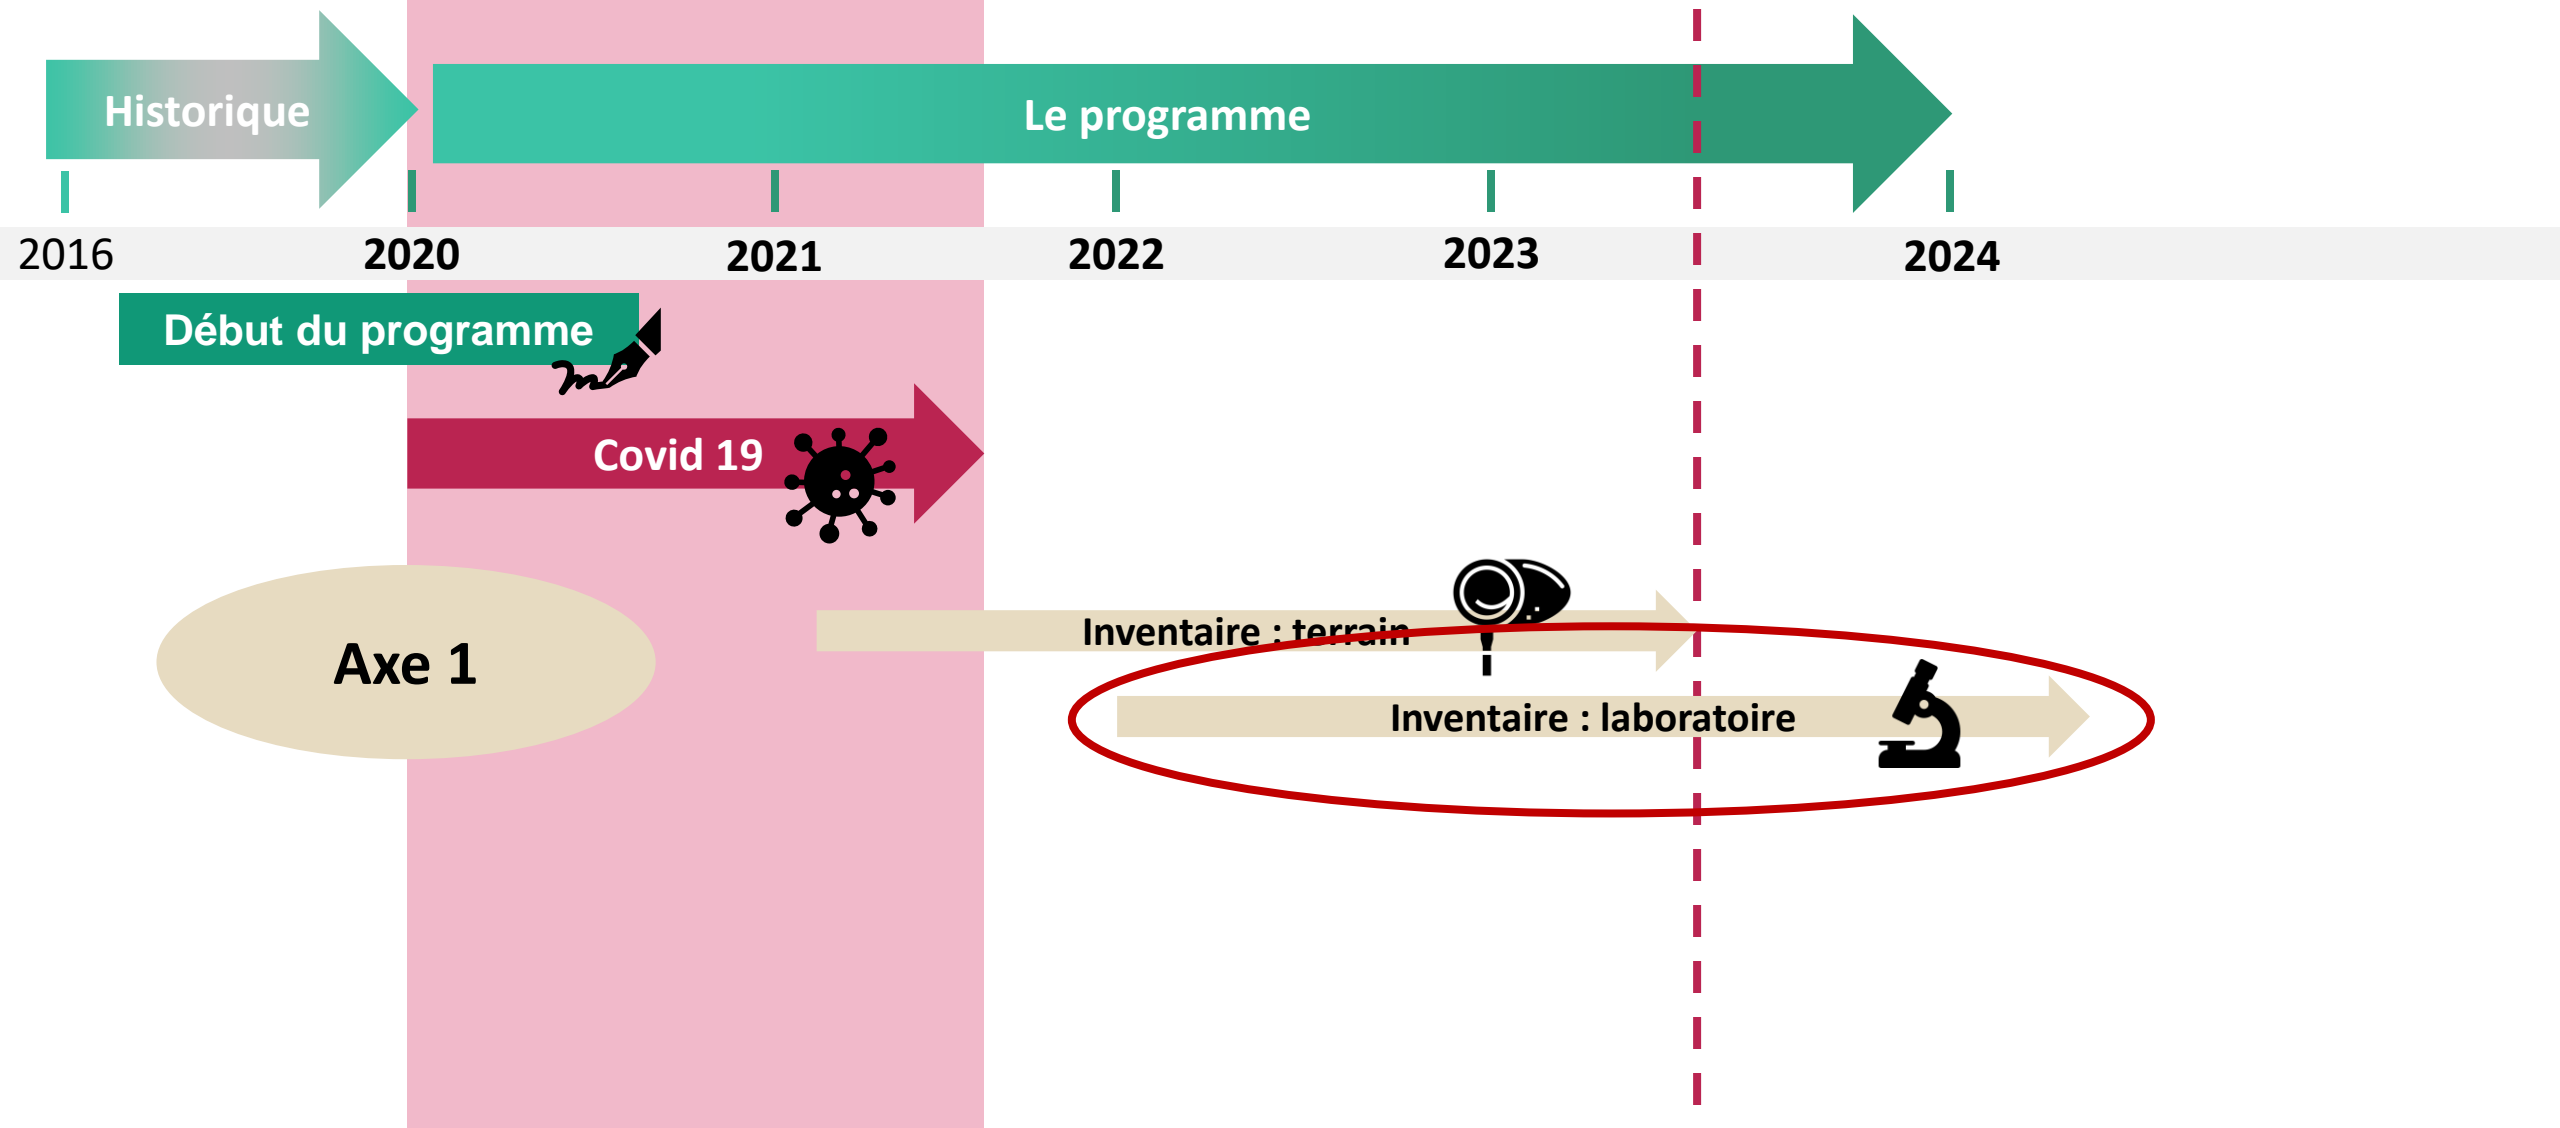 Historique
Le programme
2016
2020
2021
2022
2023
2024
Début du programme
Covid 19
Axe 1
Inventaire : terrain
Inventaire : laboratoire